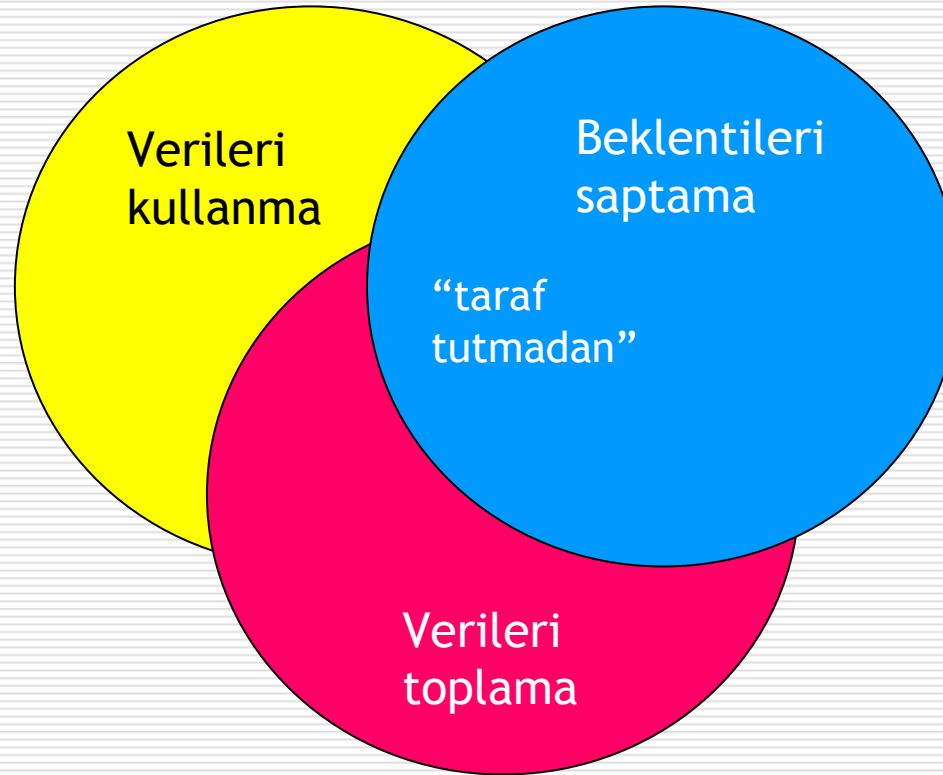 Verileri
kullanma
Beklentileri
saptama
“taraf
tutmadan”
Verileri
toplama